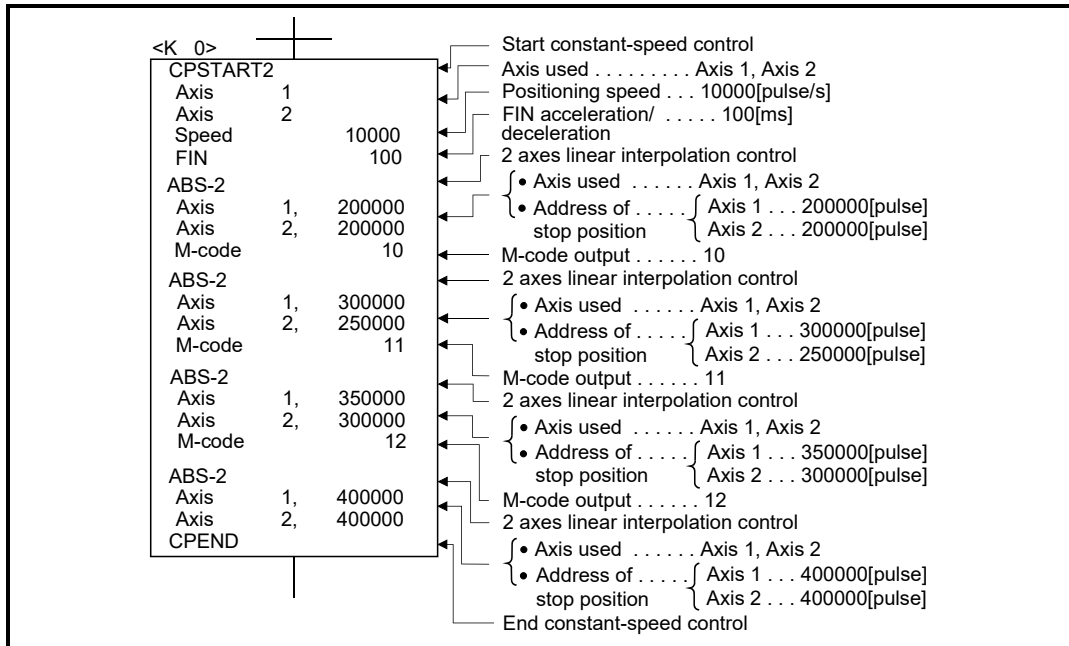 <K 0>
CPSTART2
Axis 1
Axis 2
Speed 10000
FIN 100
ABS-2
Axis 1, 200000
Axis 2, 200000
M-code 10
ABS-2
Axis 1, 300000
Axis 2, 250000
M-code 11
ABS-2
Axis 1, 350000
Axis 2, 300000
M-code 12
ABS-2
Axis 1, 400000
Axis 2, 400000
CPEND
Start constant-speed control
Axis used . . . . . . . . . Axis 1, Axis 2
Positioning speed . . . 10000[pulse/s]
FIN acceleration/ . . . . . 100[ms]
deceleration
2 axes linear interpolation control
• Axis used . . . . . . Axis 1, Axis 2
• Address of . . . . . Axis 1 . . . 200000[pulse]
stop position Axis 2 . . . 200000[pulse]
M-code output . . . . . . 10
2 axes linear interpolation control
• Axis used . . . . . . Axis 1, Axis 2
• Address of . . . . . Axis 1 . . . 300000[pulse]
stop position Axis 2 . . . 250000[pulse]
M-code output . . . . . . 11
2 axes linear interpolation control
• Axis used . . . . . . Axis 1, Axis 2
• Address of . . . . . Axis 1 . . . 350000[pulse]
stop position Axis 2 . . . 300000[pulse]
M-code output . . . . . . 12
2 axes linear interpolation control
• Axis used . . . . . . Axis 1, Axis 2
• Address of . . . . . Axis 1 . . . 400000[pulse]
stop position Axis 2 . . . 400000[pulse]
End constant-speed control